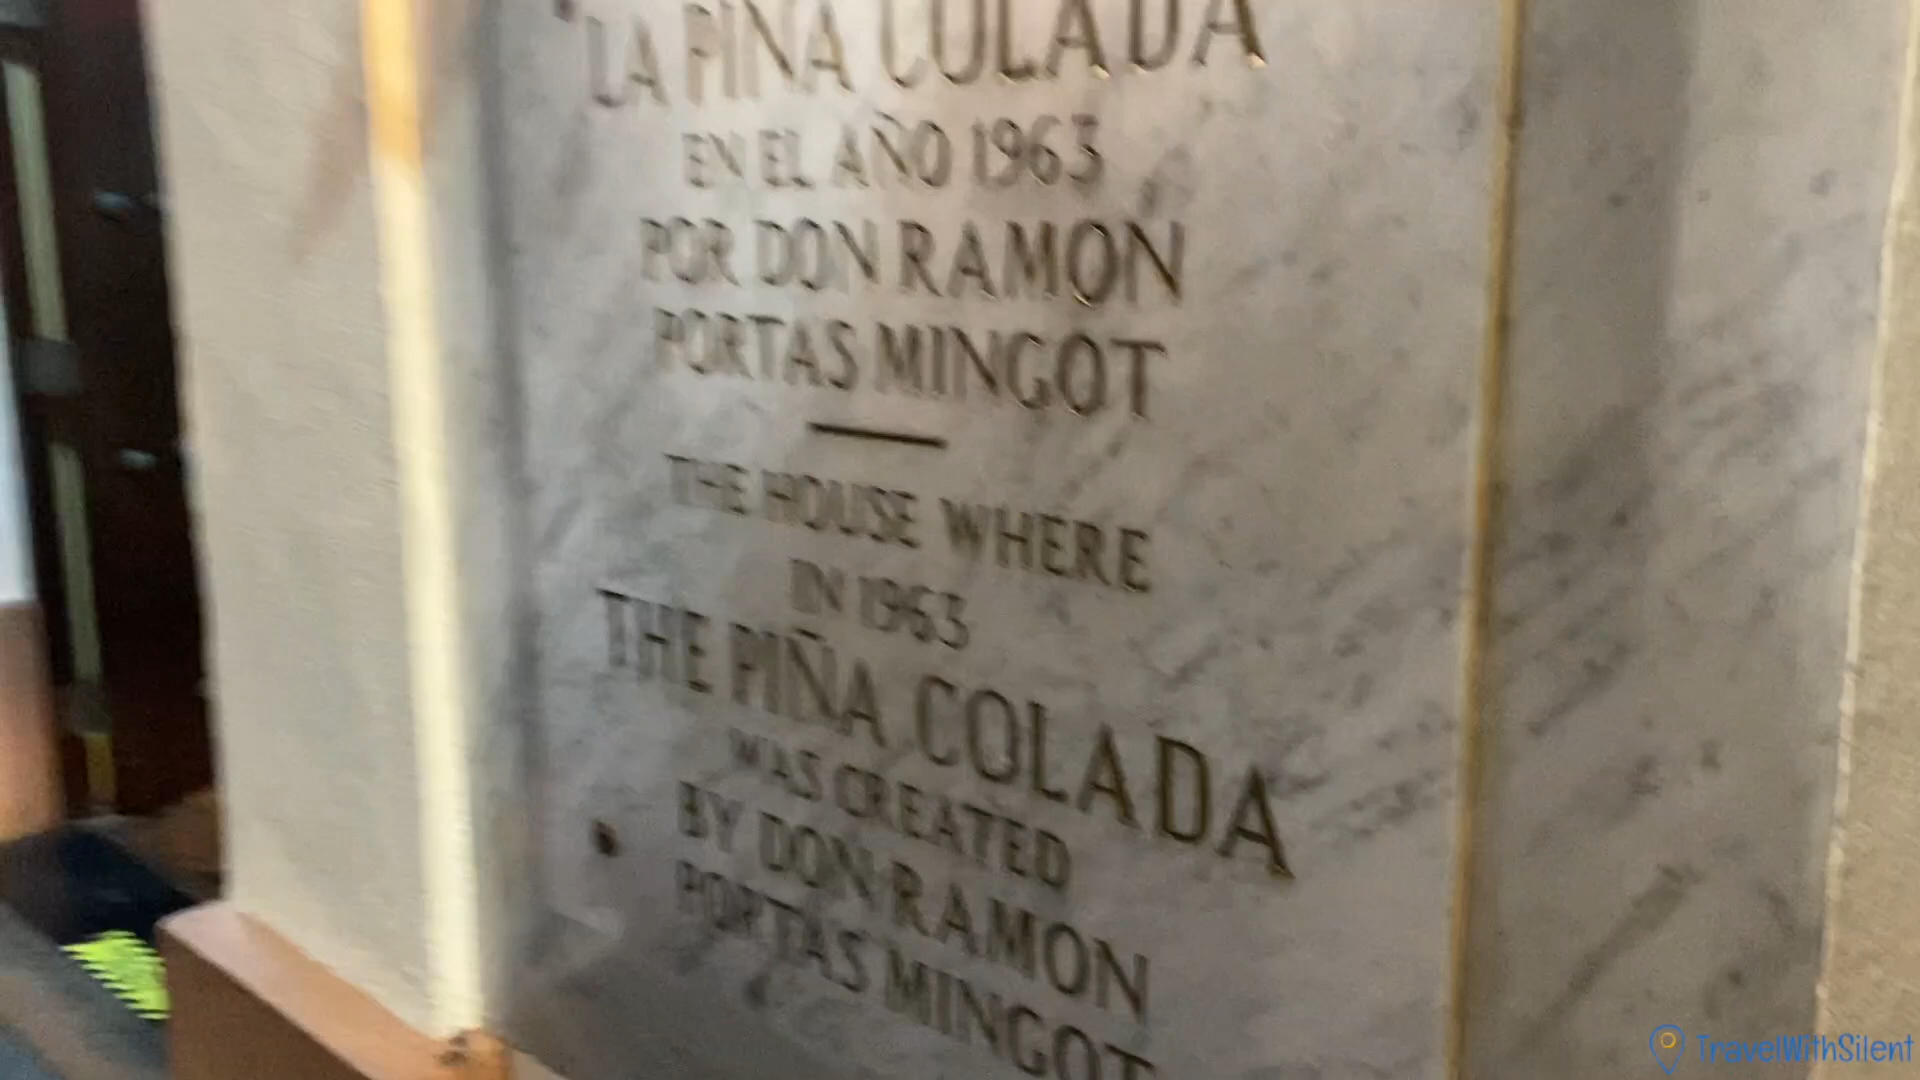 LA PIÑA COLADA
EN EL AÑO 1963
POR DON RAMON
PORTAS MINGOT
THE HOUSE WHERE
IN 1963
THE PIÑA COLADA
WAS CREATED
BY DON RAMON
PORTAS MINGOT
TravelWithSilent